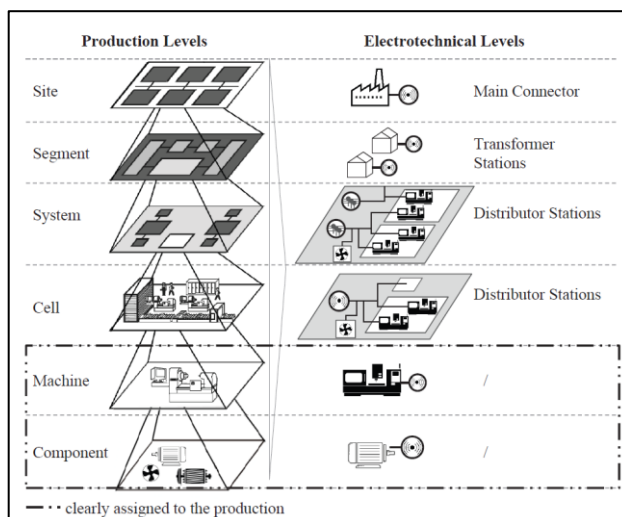 Production Levels Electrotechnical Levels
Site Main Connector
Segment Transformer
Stations
System Distributor Stations
Cell Distributor Stations
Machine /
Component /
clearly assigned to the production